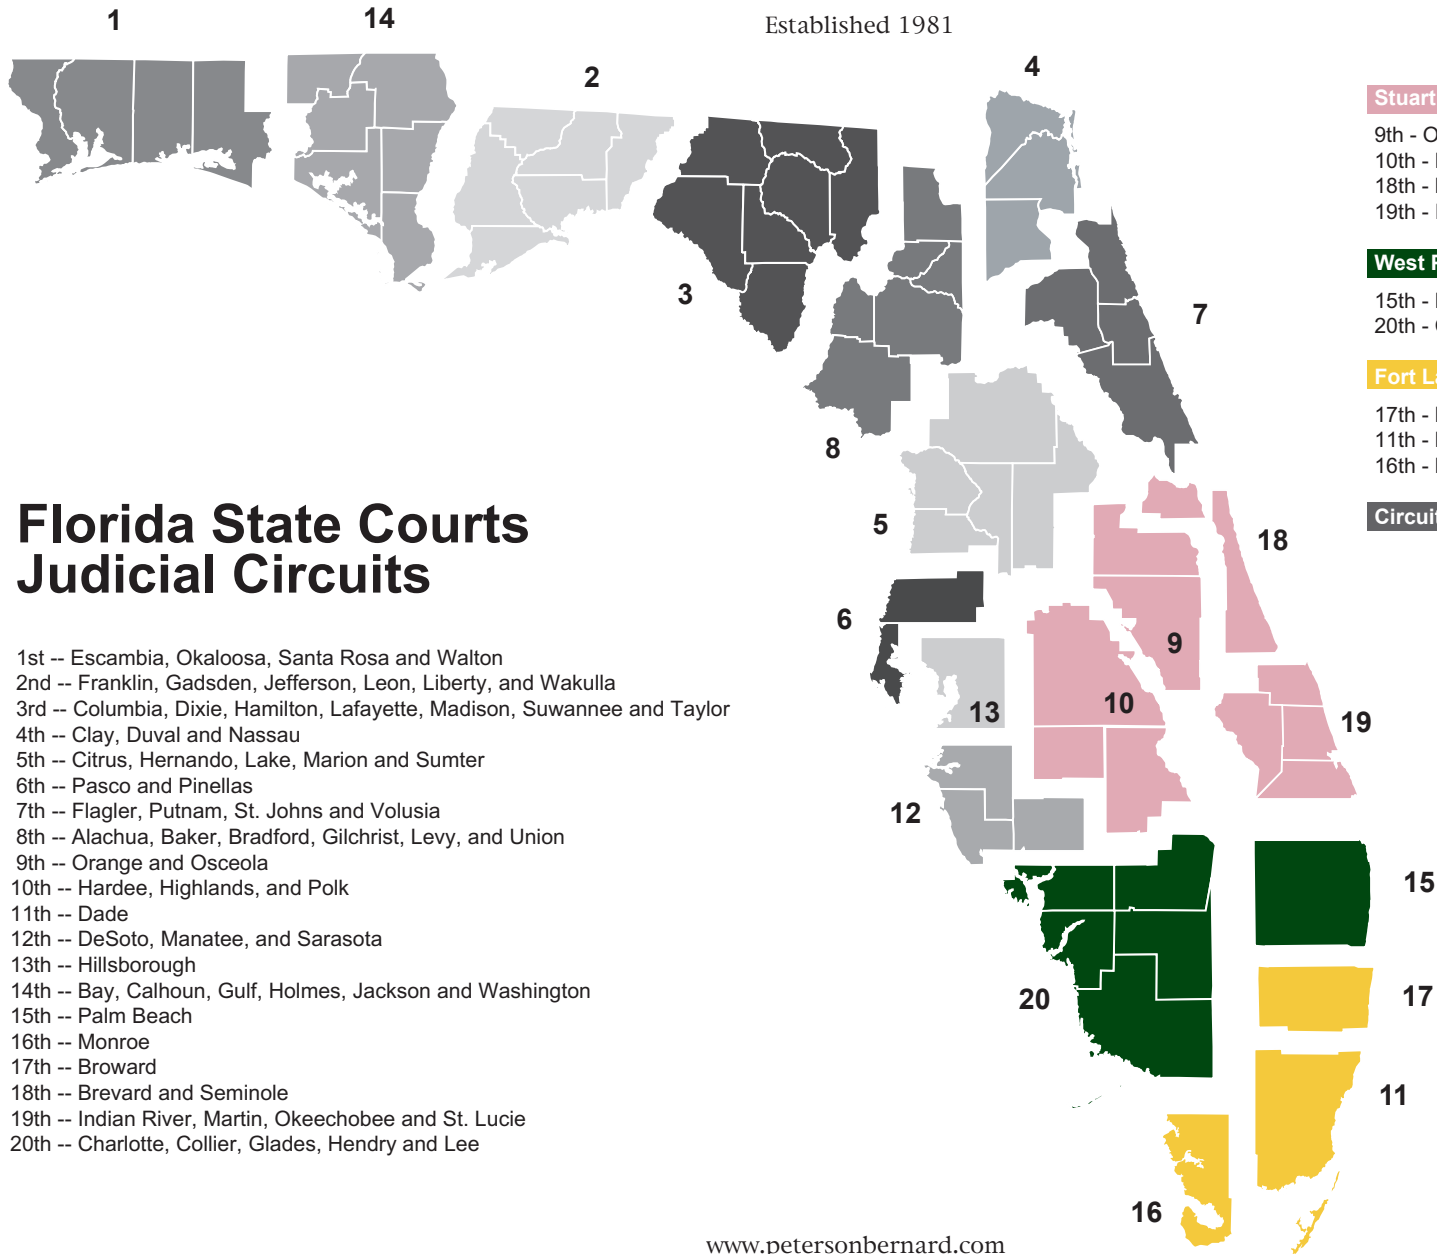 Established 1981
1
14
2
4
3
7
8
5
18
6
9
10
13
19
12
15
20
17
11
16
Stuart
9th - O
10th -
18th -
19th -
West
15th -
20th -
Fort La
17th -
11th -
16th -
Circuit
Florida State Courts
Judicial Circuits
1st -- Escambia, Okaloosa, Santa Rosa and Walton
2nd -- Franklin, Gadsden, Jefferson, Leon, Liberty, and Wakulla
3rd -- Columbia, Dixie, Hamilton, Lafayette, Madison, Suwannee and Taylor
4th -- Clay, Duval and Nassau
5th -- Citrus, Hernando, Lake, Marion and Sumter
6th -- Pasco and Pinellas
7th -- Flagler, Putnam, St. Johns and Volusia
8th -- Alachua, Baker, Bradford, Gilchrist, Levy, and Union
9th -- Orange and Osceola
10th -- Hardee, Highlands, and Polk
11th -- Dade
12th -- DeSoto, Manatee, and Sarasota
13th -- Hillsborough
14th -- Bay, Calhoun, Gulf, Holmes, Jackson and Washington
15th -- Palm Beach
16th -- Monroe
17th -- Broward
18th -- Brevard and Seminole
19th -- Indian River, Martin, Okeechobee and St. Lucie
20th -- Charlotte, Collier, Glades, Hendry and Lee
www.petersonbernard.com